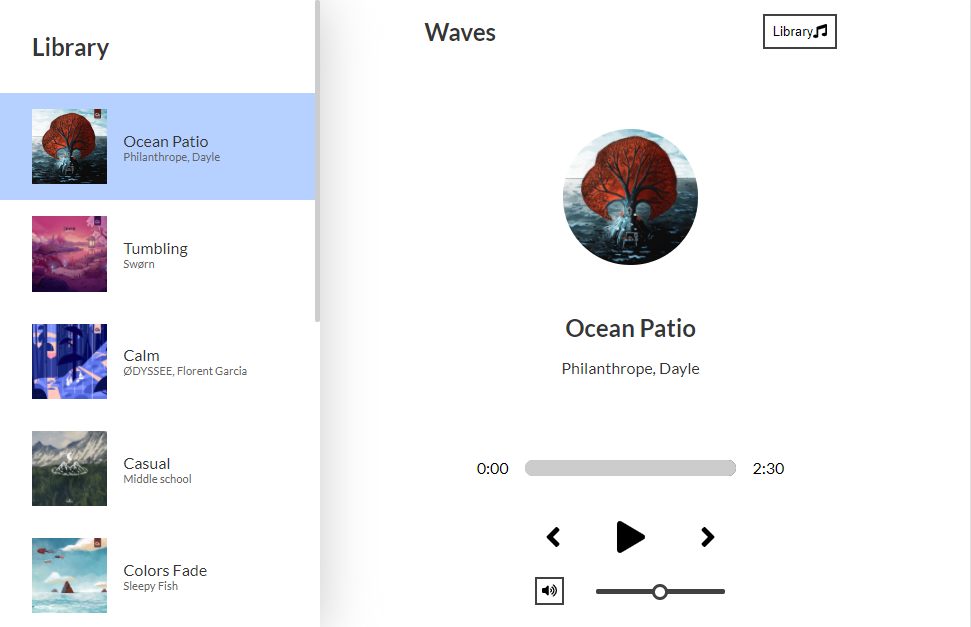 Library
Ocean Patio
Philanthrope, Dayle
Tumbling
Swørn
Calm
ØDYSSEE, Florent Garcia
Casual
Middle school
Colors Fade
Sleepy Fish
Waves
Library
Ocean Patio
Philanthrope, Dayle
0:00 2:30